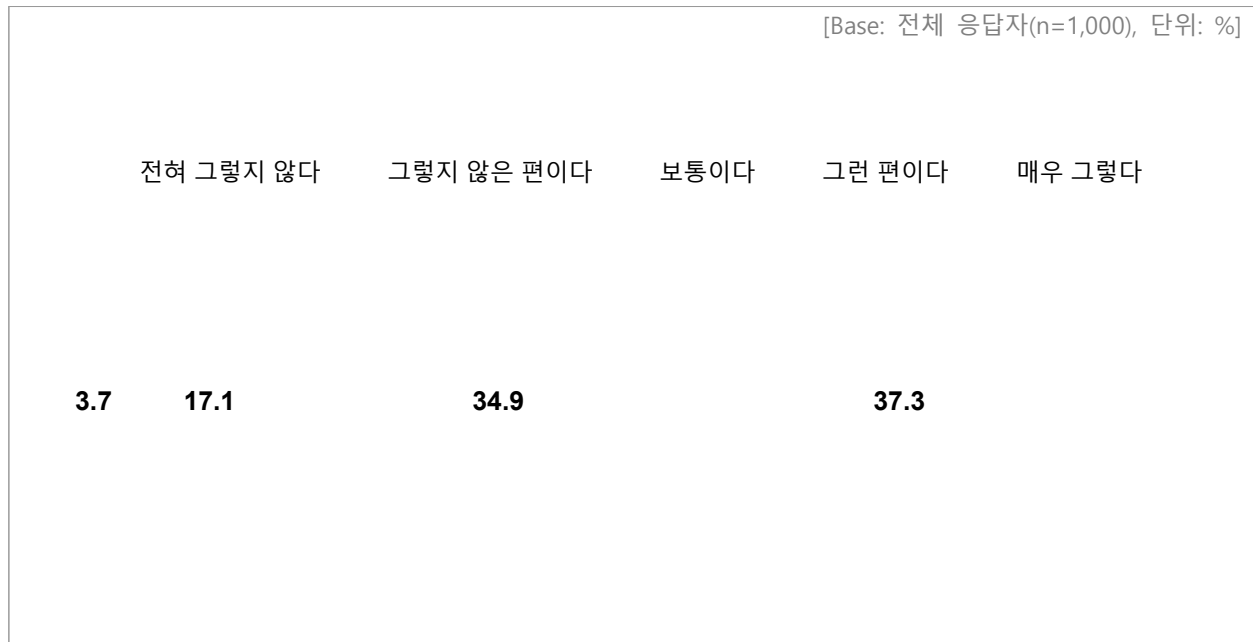 [Base: 전체 응답자(n=1,000), 단위: %]
전혀 그렇지 않다 그렇지 않은 편이다 보통이다 그런 편이다 매우 그렇다
3.7 17.1 34.9 37.3